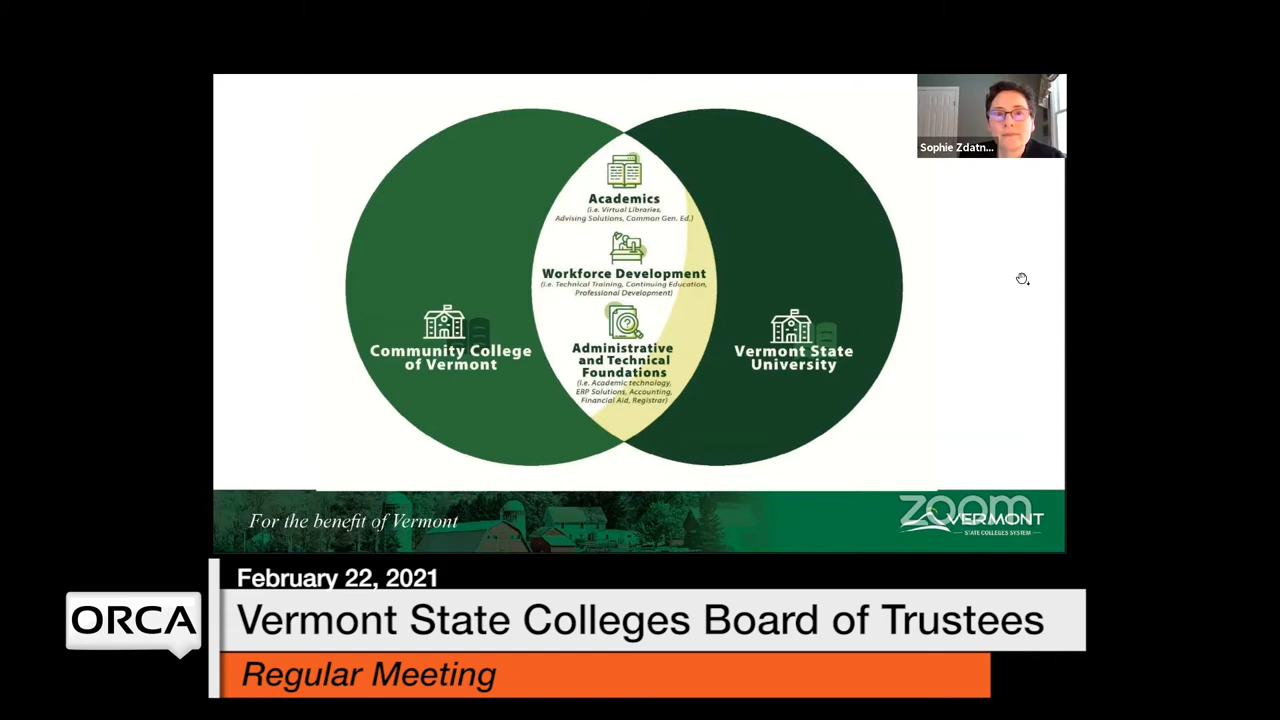 Sophie Zdatn...
Academics
(i.e. Virtual Libraries,
Advising Solutions, Common Gen. Ed.)
Workforce Development
(i.e. Technical Training, Continuing Education,
Professional Development)
Community College
of Vermont
Administrative
and Technical
Foundations
(i.e. Academic technology,
ERP Solutions, Accounting,
Financial Aid, Registrar)
Vermont State
University
For the benefit of Vermont
zoom
VERMONT
STATE COLLEGES SYSTEM
February 22, 2021
ORCA
Vermont State Colleges Board of Trustees
Regular Meeting